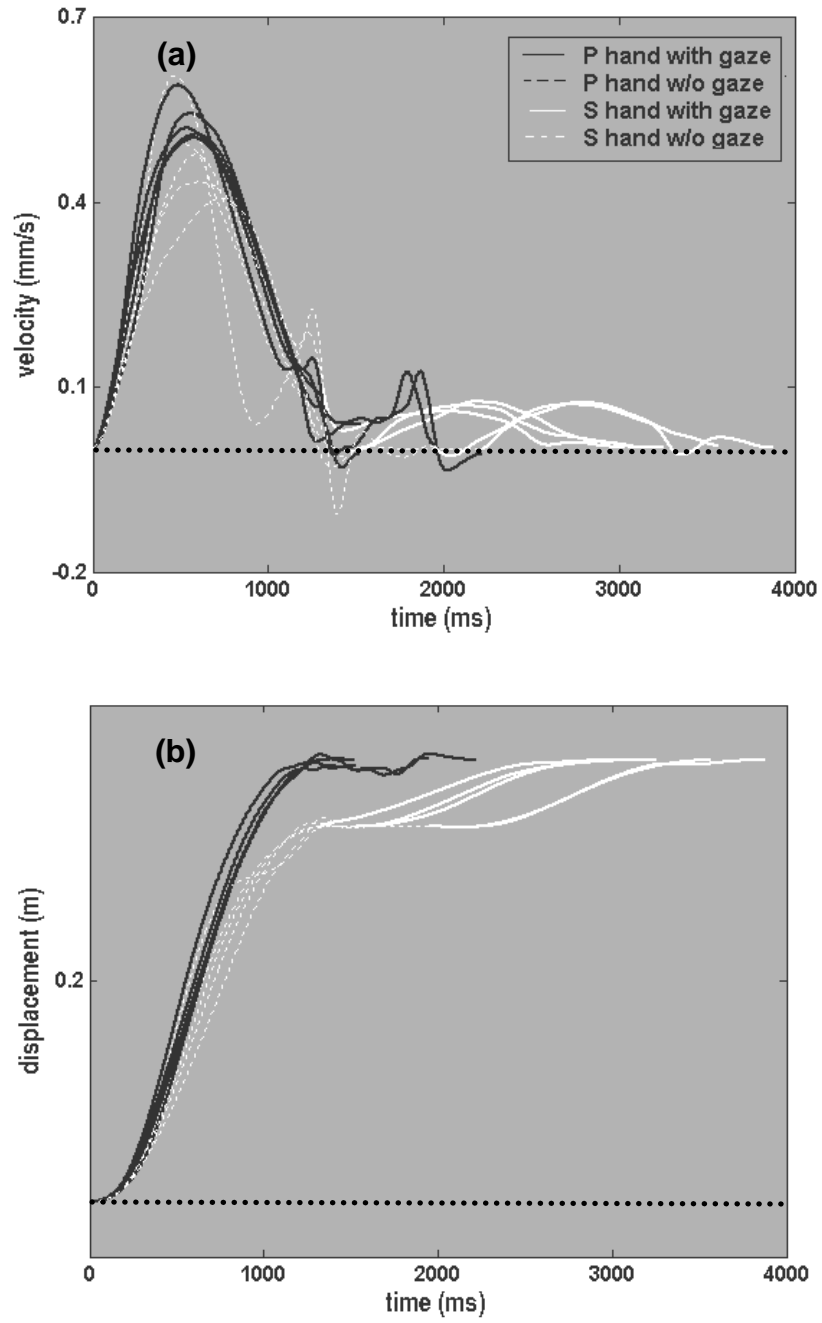 0.7
(a)
P hand with gaze
P hand w/o gaze
S hand with gaze
S hand w/o gaze
0.4
velocity (mm/s)
0.1
-0.2
0 1000 2000 3000 4000
time (ms)
(b)
displacement (m)
0.2
0 1000 2000 3000 4000
time (ms)